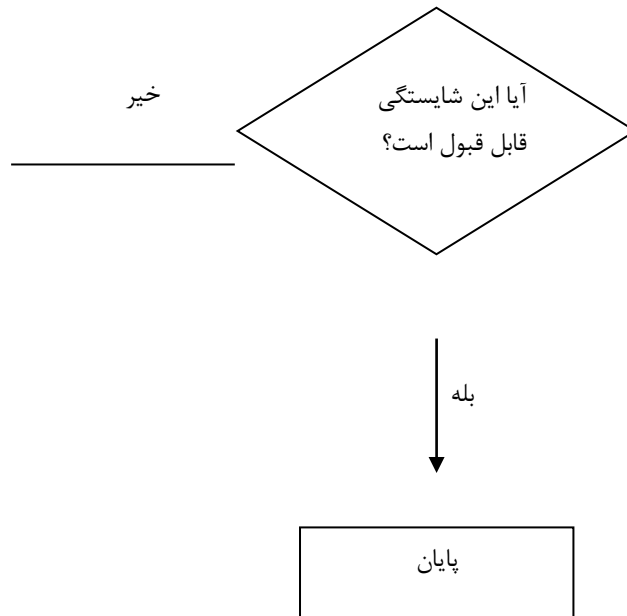 خیر
آیا این شایستگی
قابل قبول است؟
بله
پایان